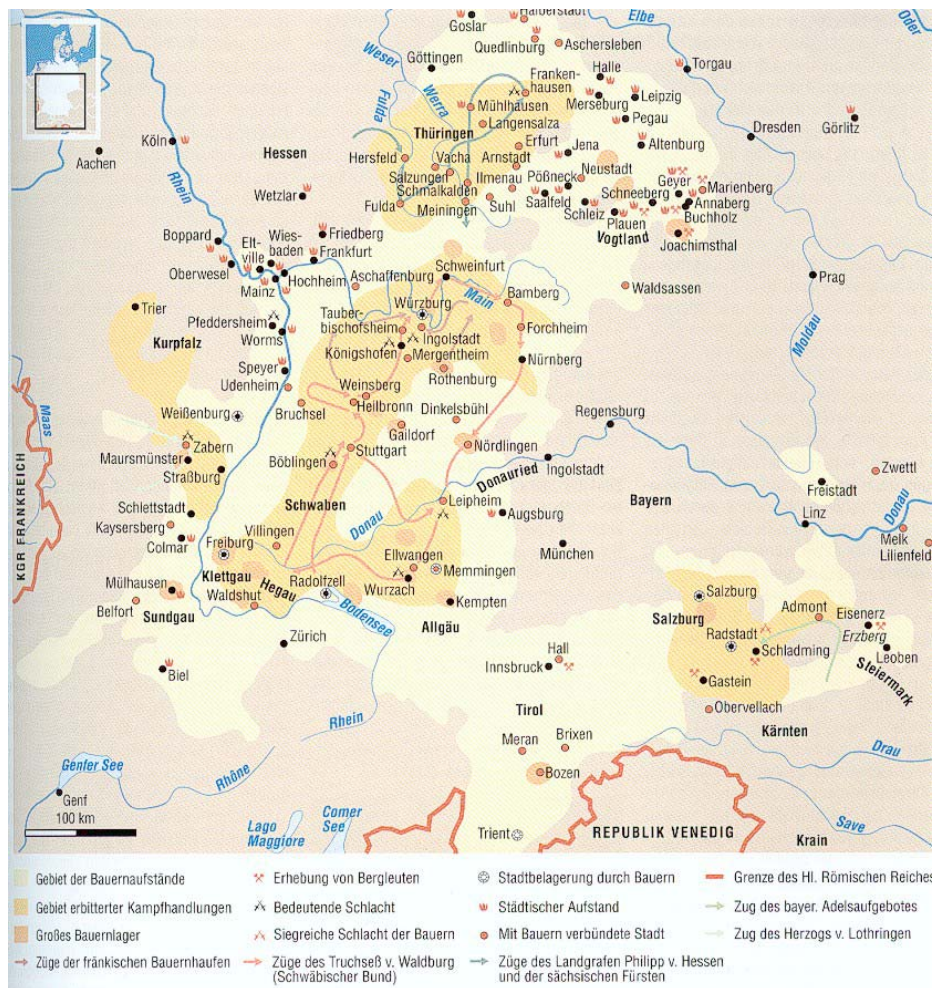 Goslar
Halberstadt
Elbe
Oder
Quedlinburg
Aschersleben
Göttingen
Weser
Halle
Torgau
Franken-
hausen
Merseburg
Leipzig
Werra
Fulda
Mühlhausen
Pegau
Köln
Thüringen
Langensalza
Görlitz
Dresden
Aachen
Hessen
Erfurt
Jena
Altenburg
Rhein
Hersfeld
Vacha
Arnstadt
Salzungen
Ilmenau
Pößneck
Neustadt
Geyer
Marienberg
Wetzlar
Schmalkalden
Saalfeld
Schneeberg
Annaberg
Fulda
Meiningen
Suhl
Schleiz
Plauen
Buchholz
Vogtland
Joachimsthal
Boppard
Elt-
ville
Wies-
baden
Friedberg
Frankfurt
Oberwesel
Hochheim
Mainz
Aschaffenburg
Schweinfurt
Prag
Trier
Main
Bamberg
Waldsassen
Würzburg
Pfeddersheim
Tauber-
bischofsheim
Worms
Ingolstadt
Forchheim
Moldau
Kurpfalz
Königshofen
Mergentheim
Nürnberg
Speyer
Rothenburg
Udenheim
Weinsberg
Maas
Weißenburg
Bruchsel
Heilbronn
Dinkelsbühl
Regensburg
Gaildorf
Zabern
Stuttgart
Nördlingen
Maursmünster
Böblingen
Donauried
Ingolstadt
Zwettl
Straßburg
KGR FRANKREICH
Schwaben
Leipheim
Bayern
Freistadt
Donau
Schlettstadt
Donau
Augsburg
Linz
Kaysersberg
Villingen
Melk
Colmar
Freiburg
Ellwangen
München
Lilienfeld
Klettgau
Hegau
Radolfzell
Memmingen
Mülhausen
Waldshut
Wurzach
Salzburg
Belfort
Sundgau
Bodensee
Kempten
Admont
Eisenerz
Allgäu
Salzburg
Radstadt
Erzberg
Zürich
Schladming
Leoben
Biel
Hall
Innsbruck
Gastein
Steiermark
Rhein
Tirol
Obervellach
Meran
Brixen
Kärnten
Genfer See
Rhône
Bozen
Drau
Genf
100 km
Lago
Maggiore
Comer
See
Trient
REPUBLIK VENEDIG
Krain
Save
Gebiet der Bauernaufstände
Erhebung von Bergleuten
Stadtbelagerung durch Bauern
Grenze des Hl. Römischen Reiches
Gebiet erbitterter Kampfhandlungen
Bedeutende Schlacht
Städtischer Aufstand
Zug des bayer. Adelsaufgebotes
Großes Bauernlager
Siegreiche Schlacht der Bauern
Mit Bauern verbündete Stadt
Zug des Herzogs v. Lothringen
Züge der fränkischen Bauernhaufen
Züge des Truchseß v. Waldburg
(Schwäbischer Bund)
Züge des Landgrafen Philipp v. Hessen
und der sächsischen Fürsten